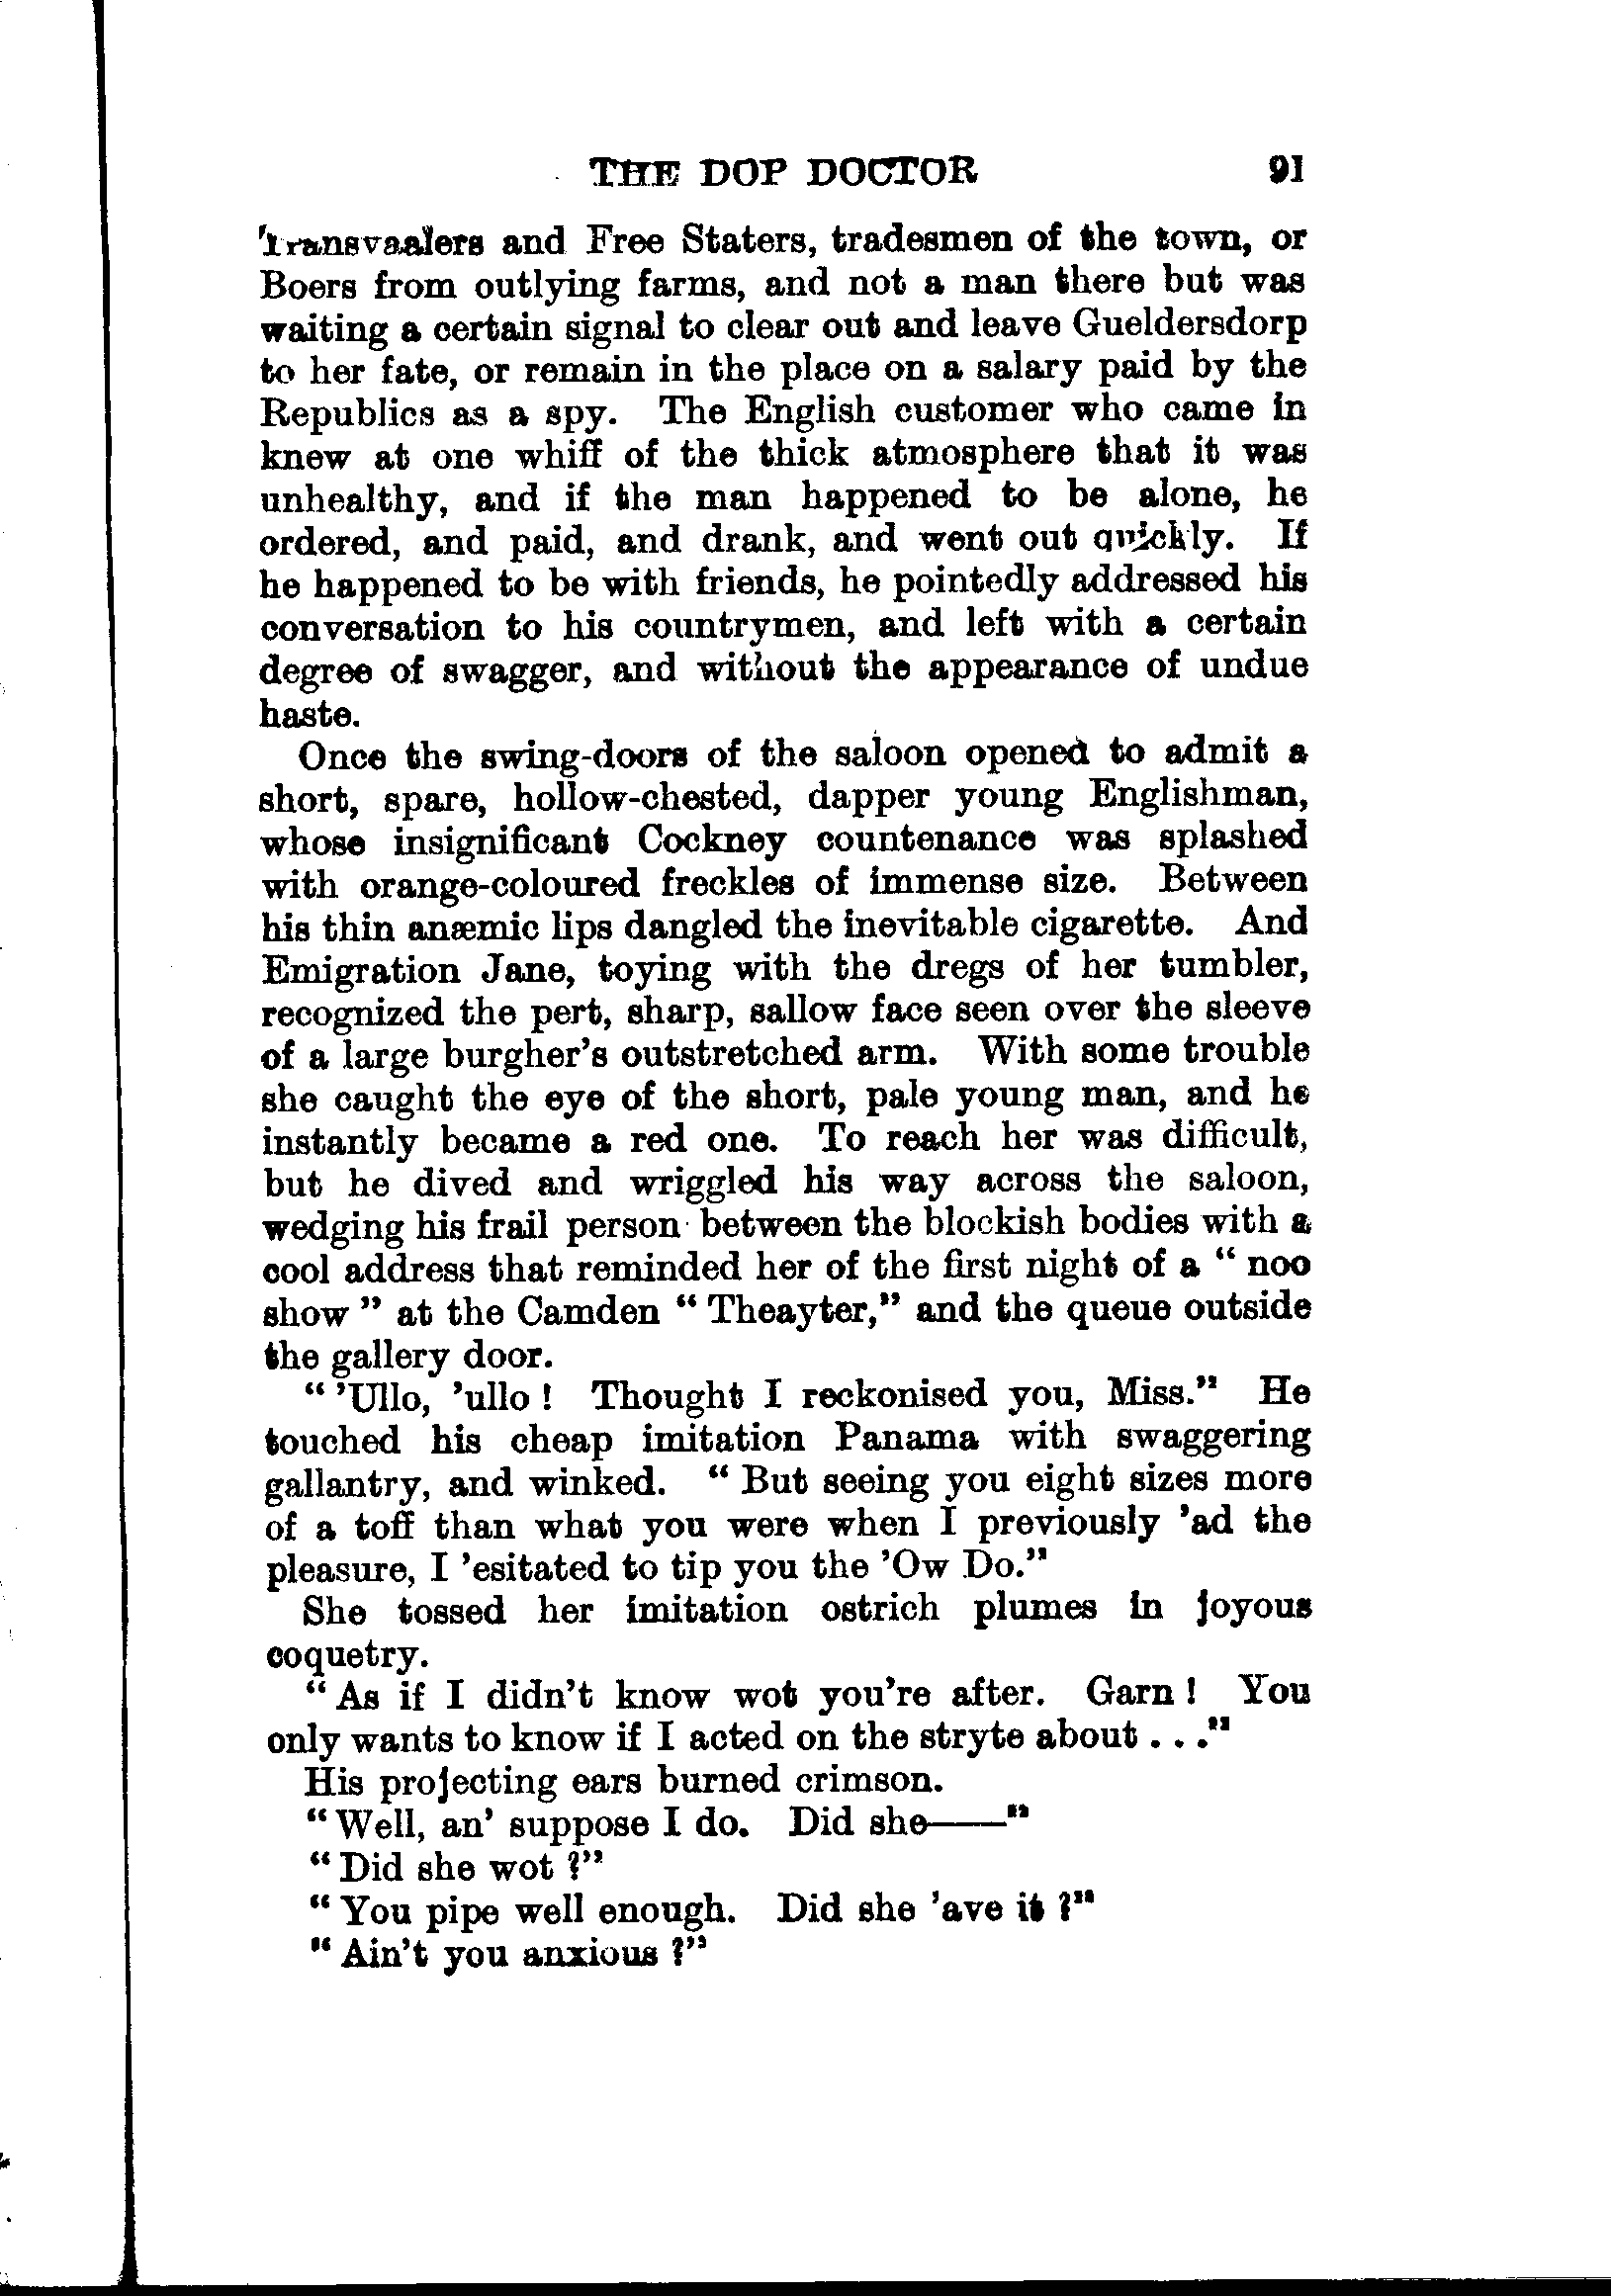 THE DOP DOCTOR 91
Transvaalers and Free Staters, tradesmen of the town, or
Boers from outlying farms, and not a man there but was
waiting a certain signal to clear out and leave Gueldersdorp
to her fate, or remain in the place on a salary paid by the
Republics as a spy. The English customer who came in
knew at one whiff of the thick atmosphere that it was
unhealthy, and if the man happened to be alone, he
ordered, and paid, and drank, and went out quickly. If
he happened to be with friends, he pointedly addressed his
conversation to his countrymen, and left with a certain
degree of swagger, and without the appearance of undue
haste.
Once the swing-doors of the saloon opened to admit a
short, spare, hollow-chested, dapper young Englishman,
whose insignificant Cockney countenance was splashed
with orange-coloured freckles of immense size. Between
his thin anæmic lips dangled the inevitable cigarette. And
Emigration Jane, toying with the dregs of her tumbler,
recognized the pert, sharp, sallow face seen over the sleeve
of a large burgher's outstretched arm. With some trouble
she caught the eye of the short, pale young man, and he
instantly became a red one. To reach her was difficult,
but he dived and wriggled his way across the saloon,
wedging his frail person between the blockish bodies with a
cool address that reminded her of the first night of a “ noo
show ” at the Camden “ Theayter,” and the queue outside
the gallery door.
“ ’Ullo, ’ullo ! Thought I reckonised you, Miss.” He
touched his cheap imitation Panama with swaggering
gallantry, and winked. “ But seeing you eight sizes more
of a toff than what you were when I previously ’ad the
pleasure, I ’esitated to tip you the ’Ow Do.”
She tossed her imitation ostrich plumes in joyous
coquetry.
“ As if I didn’t know wot you’re after. Garn ! You
only wants to know if I acted on the stryte about . . .”
His projecting ears burned crimson.
“ Well, an’ suppose I do. Did she——”
“ Did she wot ?”
“ You pipe well enough. Did she ’ave it ?”
“ Ain’t you anxious ?”